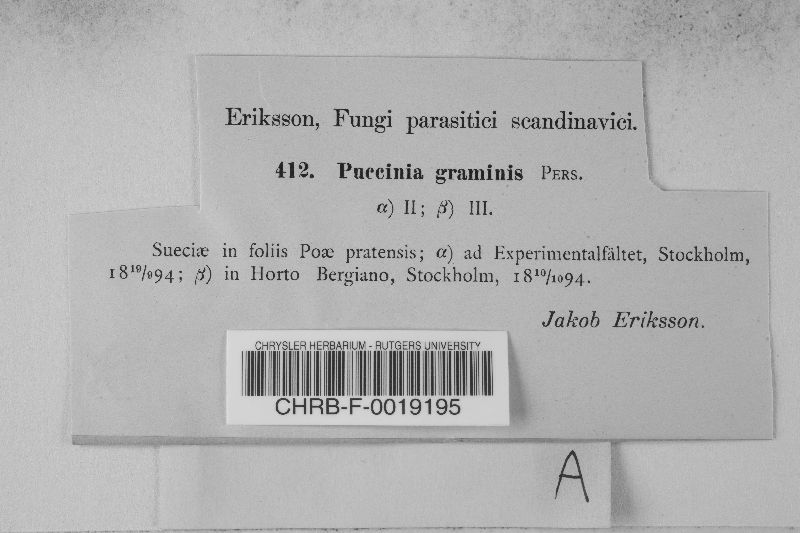 Eriksson, Fungi parasitici scandinavici.
412. Puccinia graminis PERS.
α) II; β) III.
Sueciæ in foliis Poæ pratensis; α) ad Experimentalfältet, Stockholm,
18¹⁹/₉94; β) in Horto Bergiano, Stockholm, 18¹⁰/₁₀94.
Jakob Eriksson.
CHRYSLER HERBARIUM - RUTGERS UNIVERSITY
CHRB-F-0019195
A